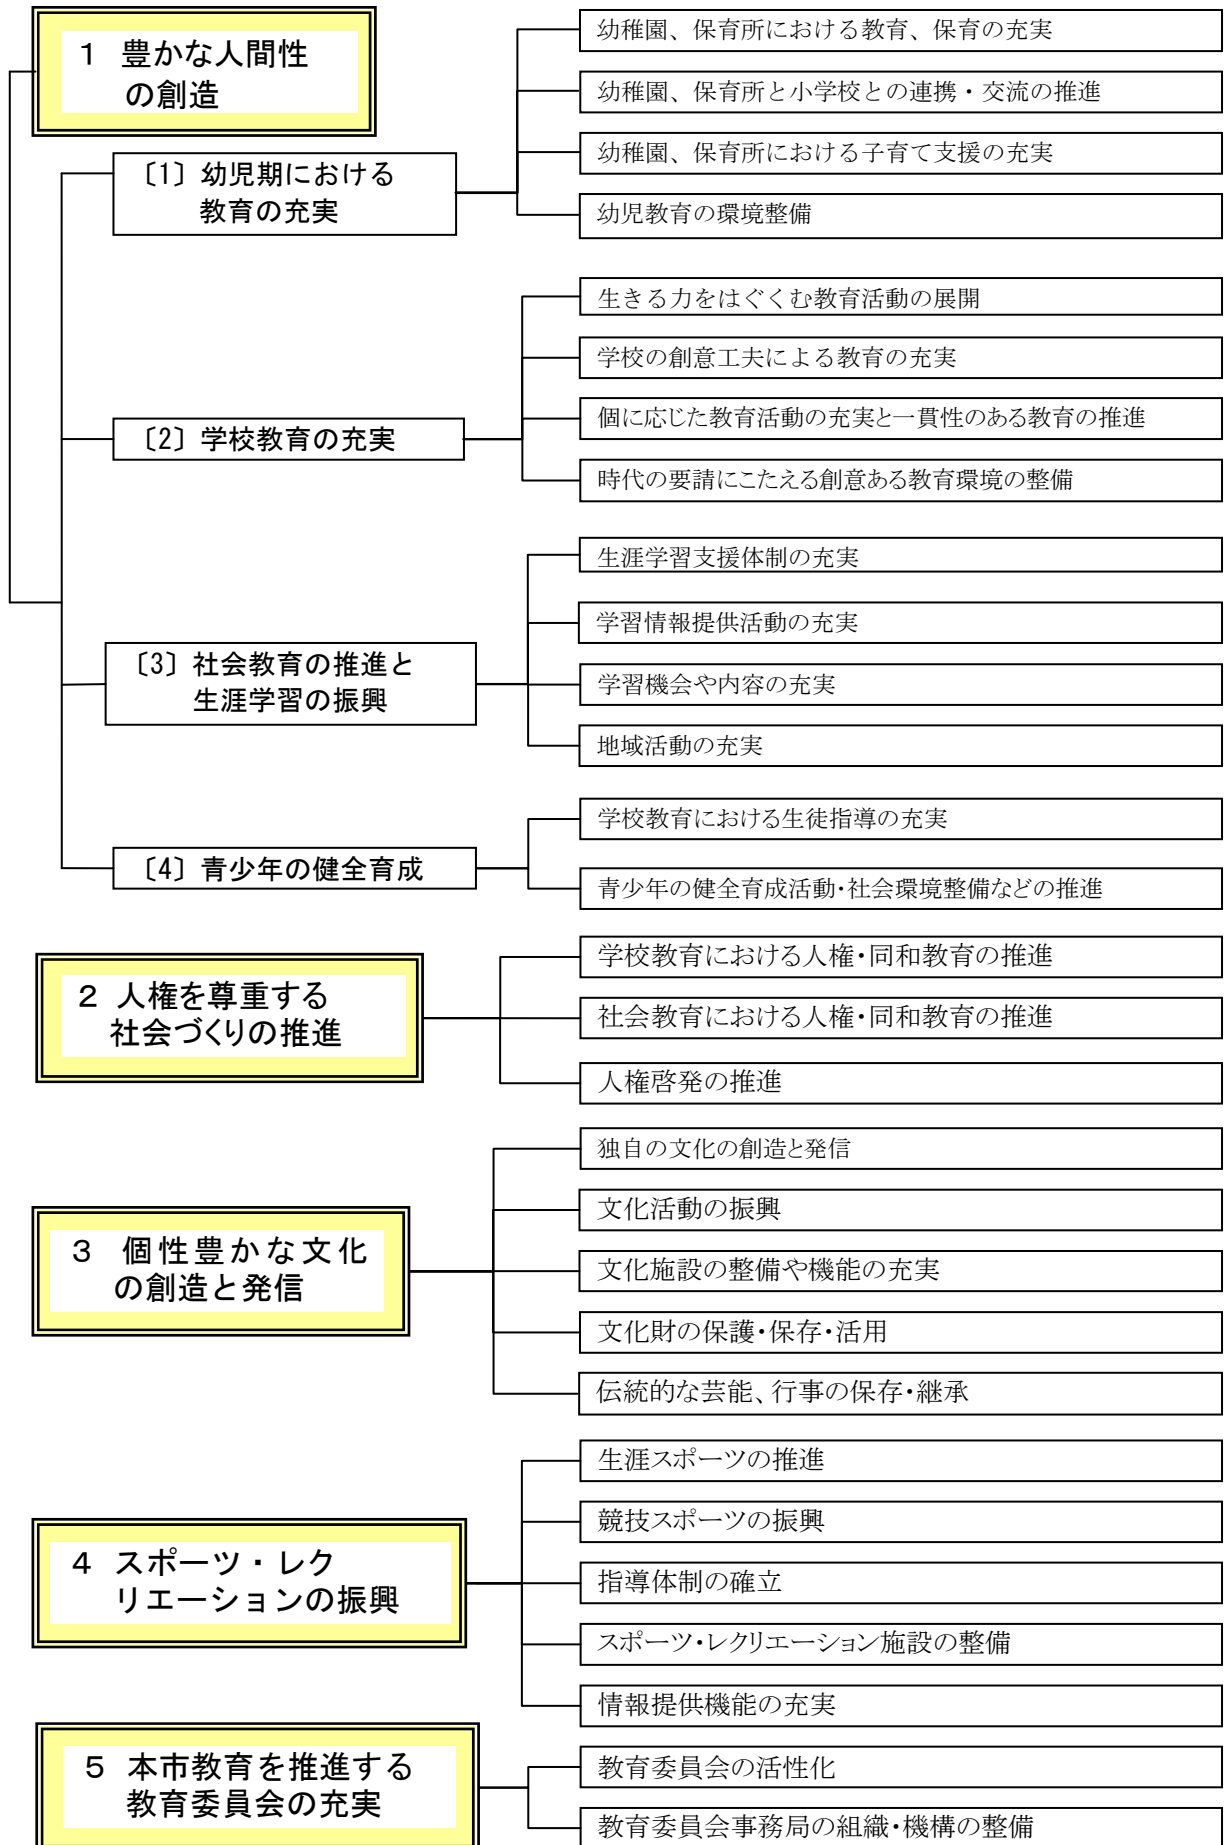 1 豊かな人間性
の創造
〔1〕幼児期における
教育の充実
幼稚園、保育所における教育、保育の充実
幼稚園、保育所と小学校との連携・交流の推進
幼稚園、保育所における子育て支援の充実
幼児教育の環境整備
〔2〕学校教育の充実
生きる力をはぐくむ教育活動の展開
学校の創意工夫による教育の充実
個に応じた教育活動の充実と一貫性のある教育の推進
時代の要請にこたえる創意ある教育環境の整備
〔3〕社会教育の推進と
生涯学習の振興
生涯学習支援体制の充実
学習情報提供活動の充実
学習機会や内容の充実
地域活動の充実
〔4〕青少年の健全育成
学校教育における生徒指導の充実
青少年の健全育成活動・社会環境整備などの推進
2 人権を尊重する
社会づくりの推進
学校教育における人権・同和教育の推進
社会教育における人権・同和教育の推進
人権啓発の推進
3 個性豊かな文化
の創造と発信
独自の文化の創造と発信
文化活動の振興
文化施設の整備や機能の充実
文化財の保護・保存・活用
伝統的な芸能、行事の保存・継承
4 スポーツ・レク
リエーションの振興
生涯スポーツの推進
競技スポーツの振興
指導体制の確立
スポーツ・レクリエーション施設の整備
情報提供機能の充実
5 本市教育を推進する
教育委員会の充実
教育委員会の活性化
教育委員会事務局の組織・機構の整備